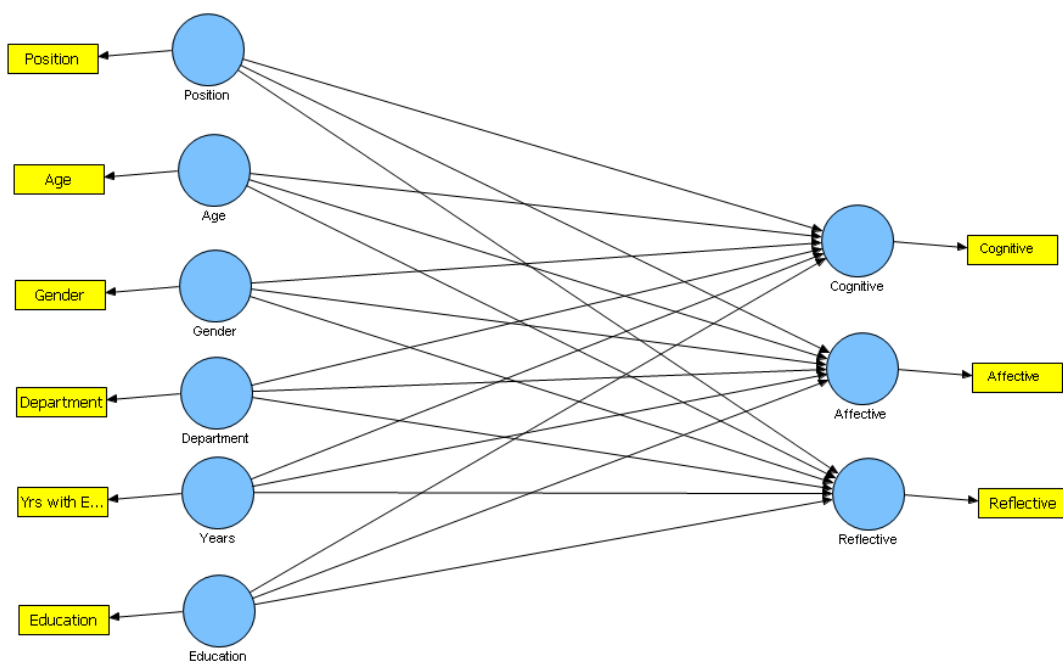 Position
Position
Age
Age
Gender
Gender
Department
Department
Yrs with E...
Years
Education
Education
Cognitive
Cognitive
Affective
Affective
Reflective
Reflective